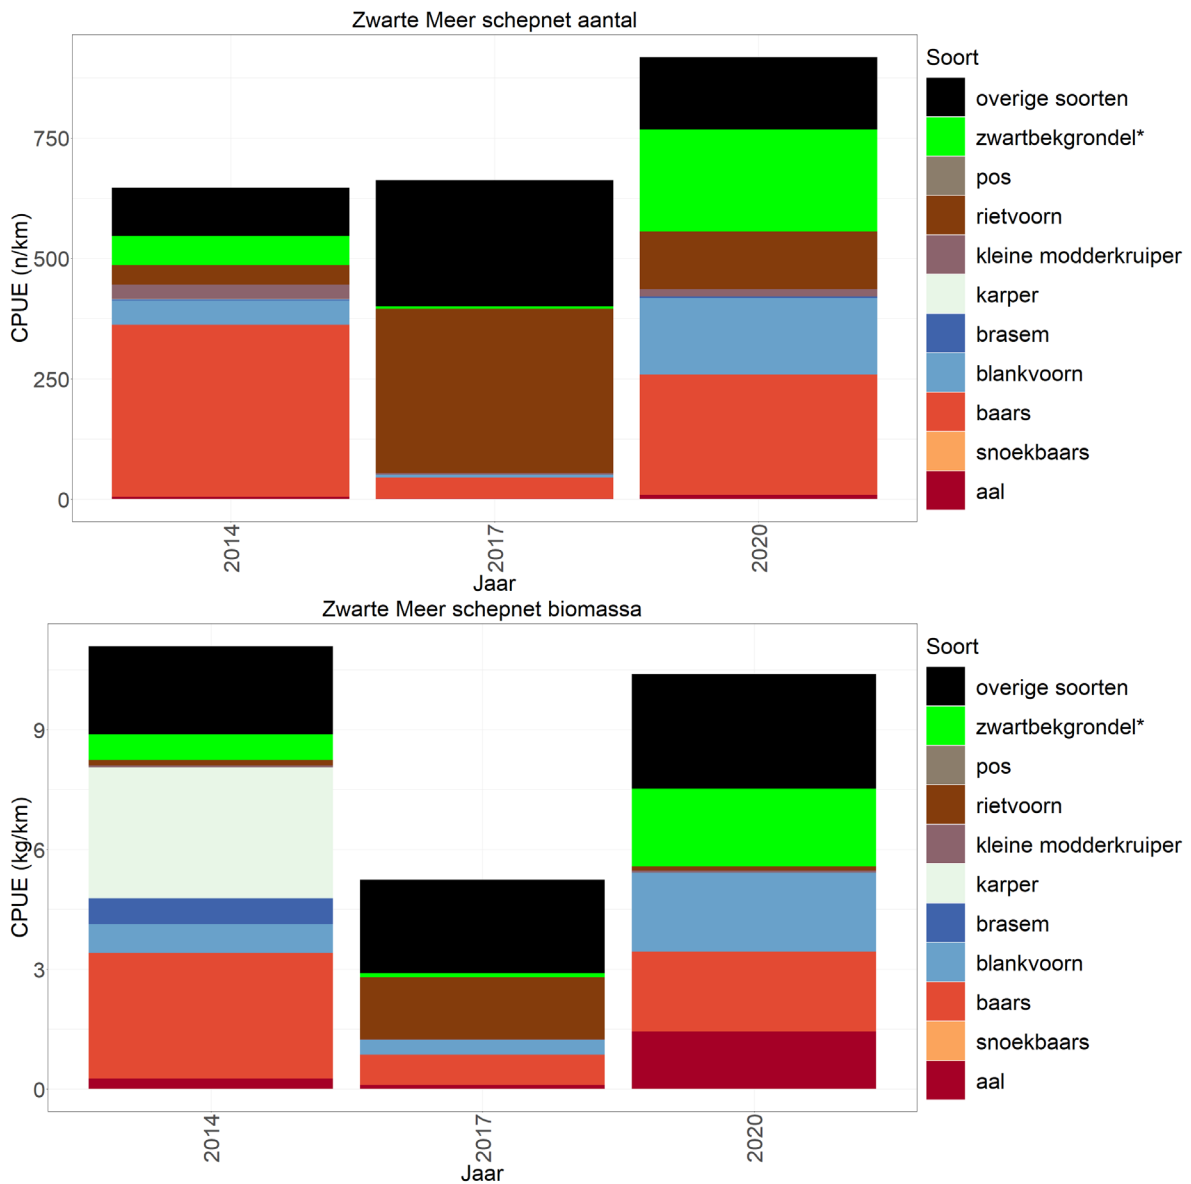 Zwarte Meer schepnet aantal
CPUE (n/km)
750
500
250
0
2014
2017
2020
Jaar
Soort
overige soorten
zwartbekgrondel*
pos
rietvoorn
kleine modderkruiper
karper
brasem
blankvoorn
baars
snoekbaars
aal
Zwarte Meer schepnet biomassa
CPUE (kg/km)
9
6
3
0
2014
2017
2020
Jaar
Soort
overige soorten
zwartbekgrondel*
pos
rietvoorn
kleine modderkruiper
karper
brasem
blankvoorn
baars
snoekbaars
aal